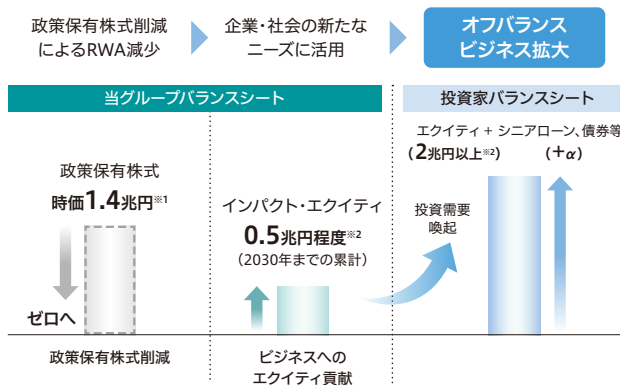 政策保有株式削減
によるRWA減少
企業・社会の新たな
ニーズに活用
オフバランス
ビジネス拡大
当グループバランスシート
投資家バランスシート
政策保有株式
時価1.4兆円※1
ゼロへ
インパクト・エクイティ
0.5兆円程度※2
(2030年までの累計)
エクイティ + シニアローン、債券等
(2兆円以上※2) (+α)
投資需要
喚起
政策保有株式削減
ビジネスへの
エクイティ貢献